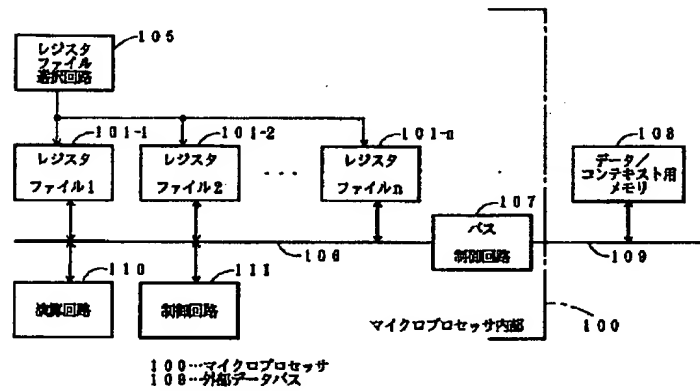 105
レジスタ
ファイル
選択回路
101-1
101-2
101-n
108
レジスタ
ファイル1
レジスタ
ファイル2
...
レジスタ
ファイルn
データ/
コンテキスト用
メモリ
107
バス
制御回路
106
109
110
111
演算回路
制御回路
マイクロプロセッサ内部
100
100…マイクロプロセッサ
109…外部データバス